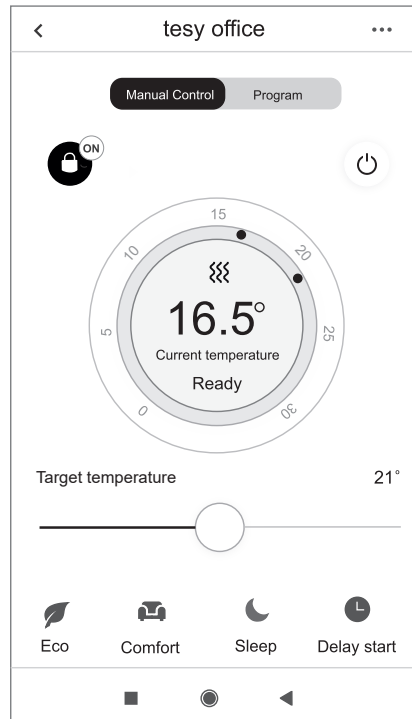 tesy office
Manual Control Program
ON
15
10 20
5 25
0 30
16.5°
Current temperature
Ready
Target temperature 21°
Eco Comfort Sleep Delay start